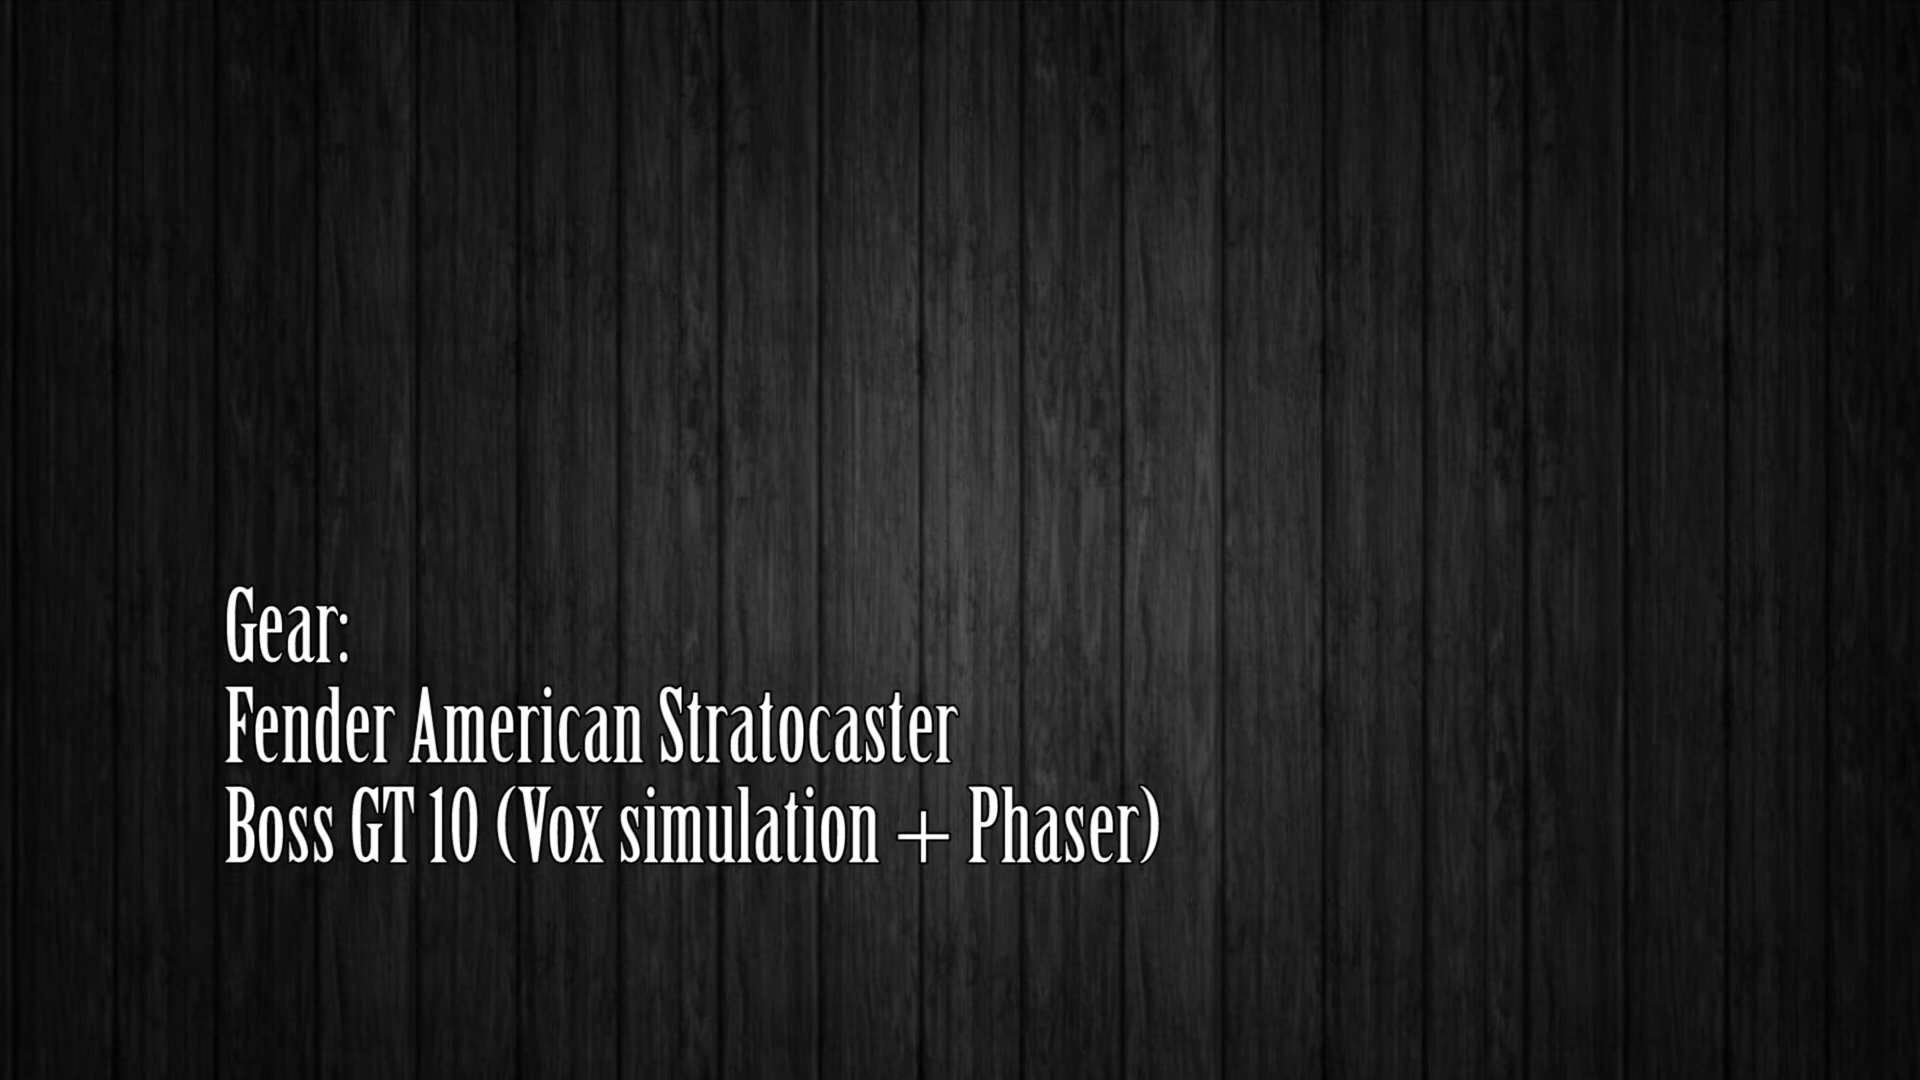 Gear:
Fender American Stratocaster
Boss GT 10 (Vox simulation + Phaser)